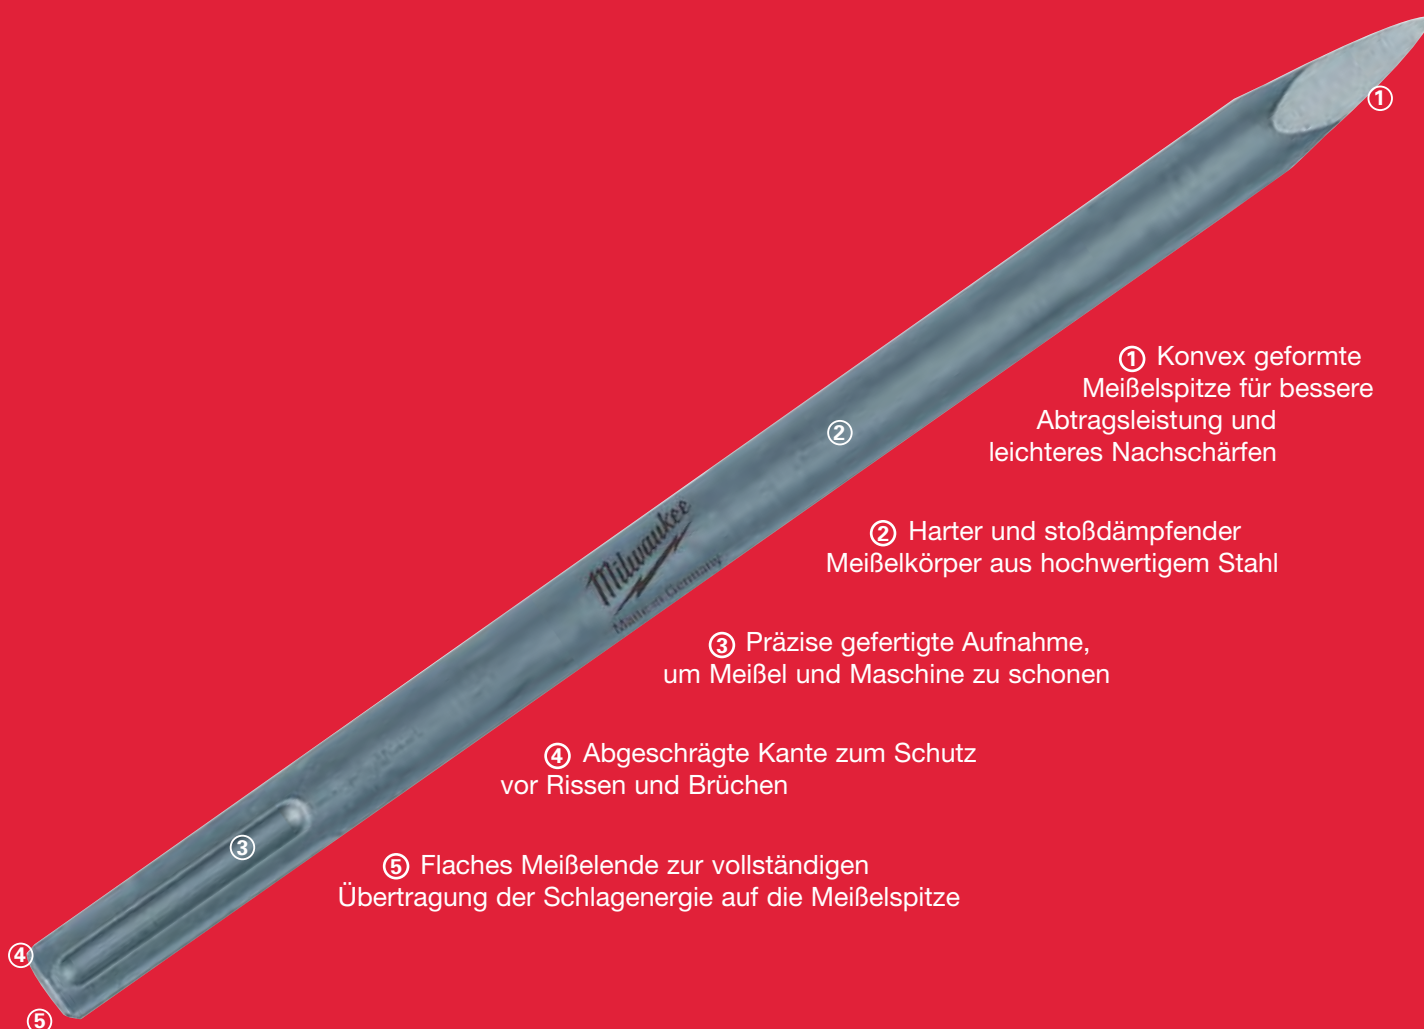 ①
① Konvex geformte
Meißelspitze für bessere
Abtragsleistung und
leichteres Nachschärfen
②
② Harter und stoßdämpfender
Meißelkörper aus hochwertigem Stahl
Milwaukee
Made in Germany
③ Präzise gefertigte Aufnahme,
um Meißel und Maschine zu schonen
④ Abgeschrägte Kante zum Schutz
vor Rissen und Brüchen
③
⑤ Flaches Meißelende zur vollständigen
Übertragung der Schlagenergie auf die Meißelspitze
④
⑤